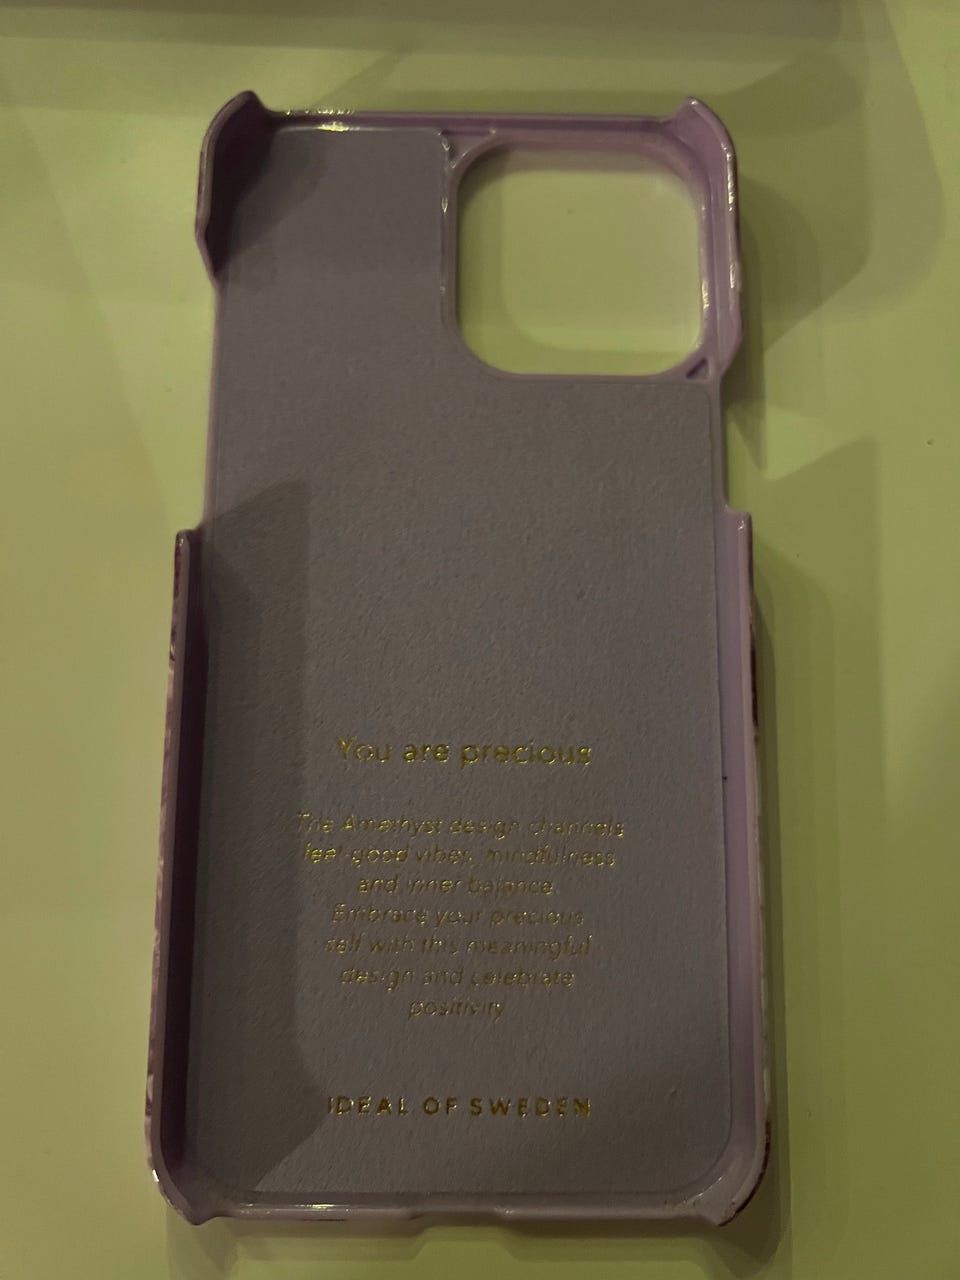 You are precious
The Amethyst design channels
feel-good vibes, mindfulness
and inner balance.
Embrace your precious
self with this meaningful
design and celebrate
positivity
IDEAL OF SWEDEN